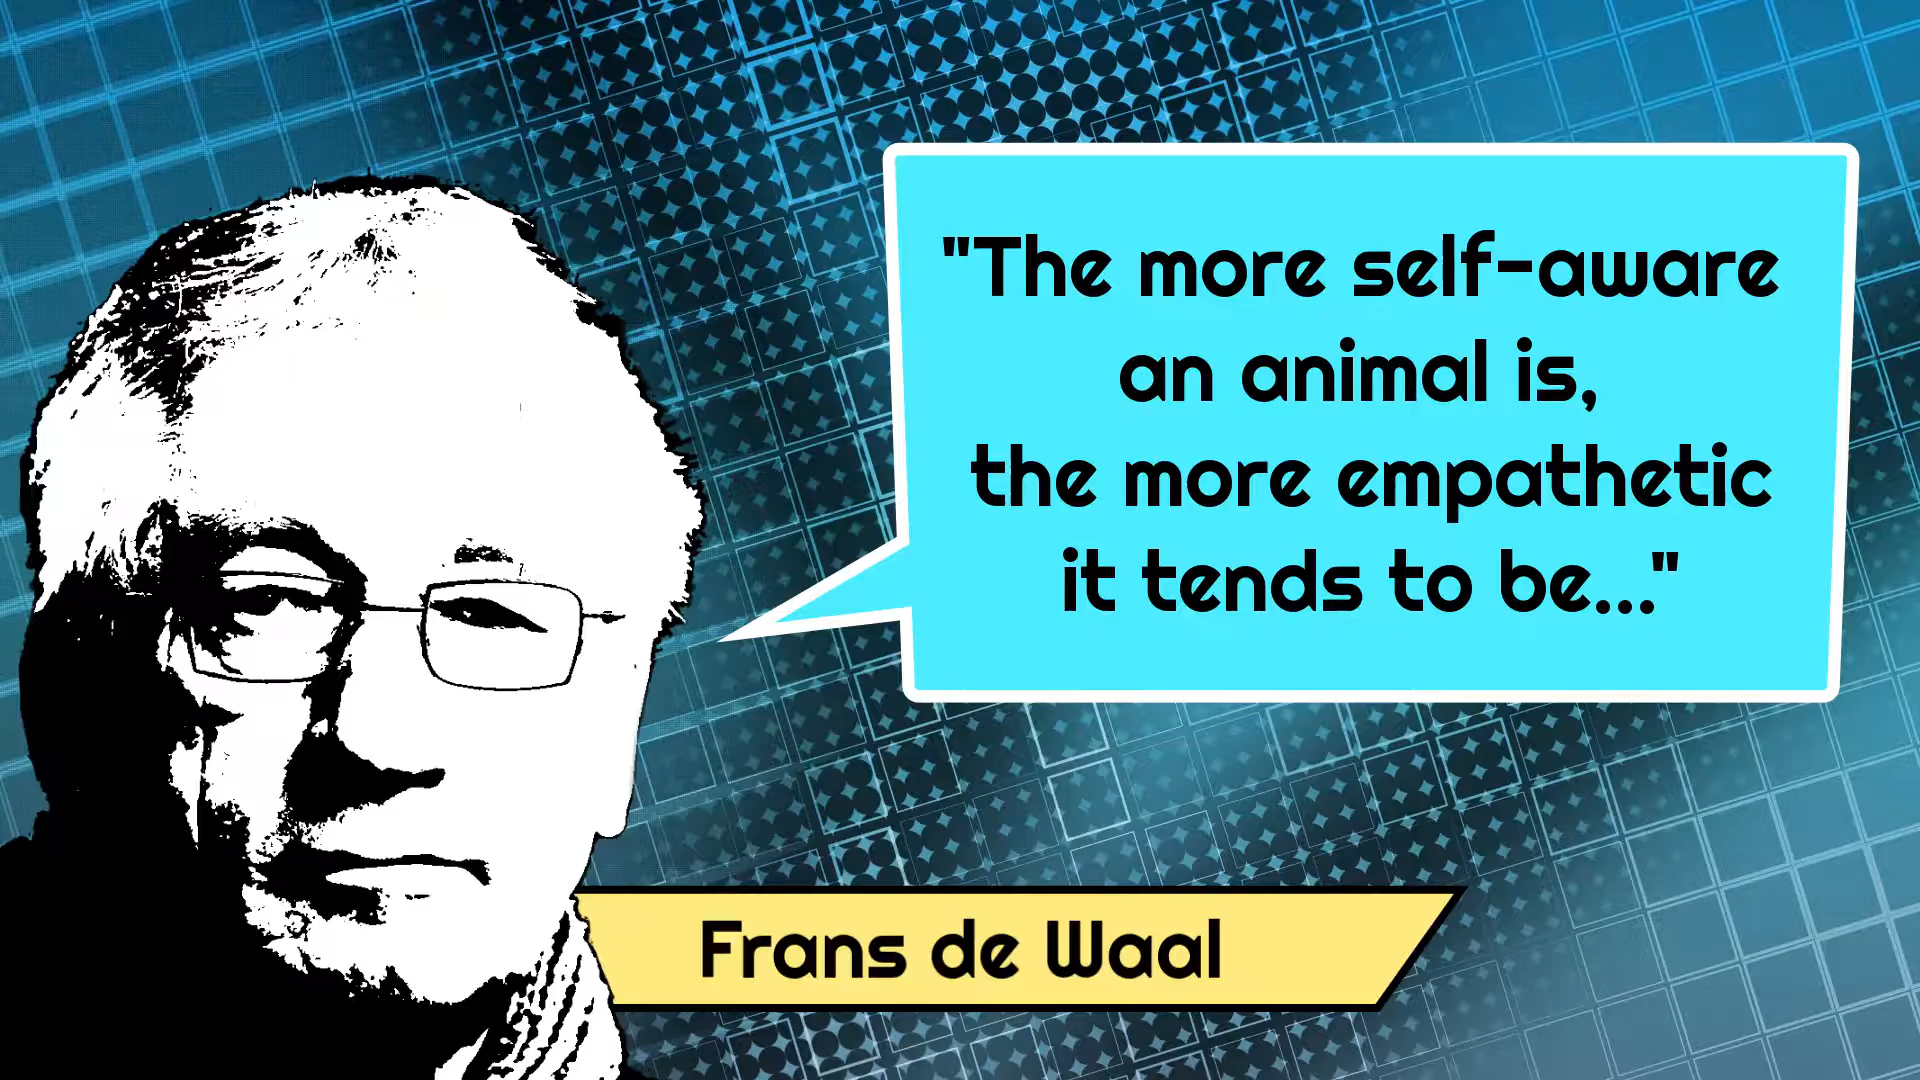 "The more self-aware
an animal is,
the more empathetic
it tends to be..."
Frans de Waal